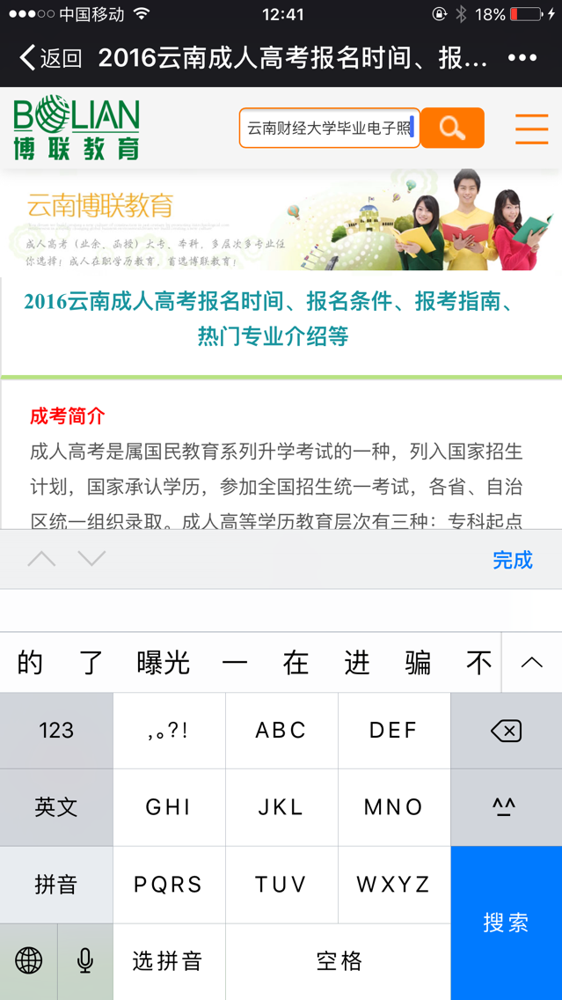 中国移动 12:41 18%
返回 2016云南成人高考报名时间、报...
BOLIAN
博联教育
云南财经大学毕业电子照
云南博联教育
成人高考（业余、函授）大专、本科，多层次多专业任
你选择！成人在职学历教育，首选博联教育！
2016云南成人高考报名时间、报名条件、报考指南、
热门专业介绍等
成考简介
成人高考是属国民教育系列升学考试的一种，列入国家招生
计划，国家承认学历，参加全国招生统一考试，各省、自治
区统一组织录取。成人高等学历教育层次有三种：专科起点
完成
的 了 曝光 一 在 进 骗 不
123 ,。?! ABC DEF
英文 GHI JKL MNO ^^
拼音 PQRS TUV WXYZ
搜索
选拼音 空格